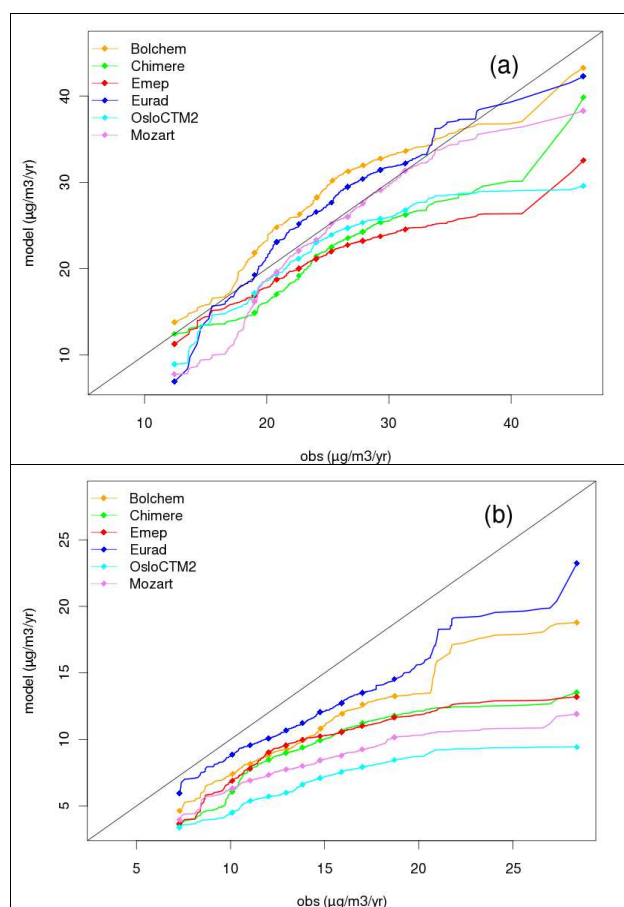 (a)
Bolchem
Chimere
Emep
Eurad
OsloCTM2
Mozart
model (µg/m3/yr)
40
30
20
10
10 20 30 40
obs (µg/m3/yr)
(b)
Bolchem
Chimere
Emep
Eurad
OsloCTM2
Mozart
model (µg/m3/yr)
25
20
15
10
5
5 10 15 20 25
obs (µg/m3/yr)